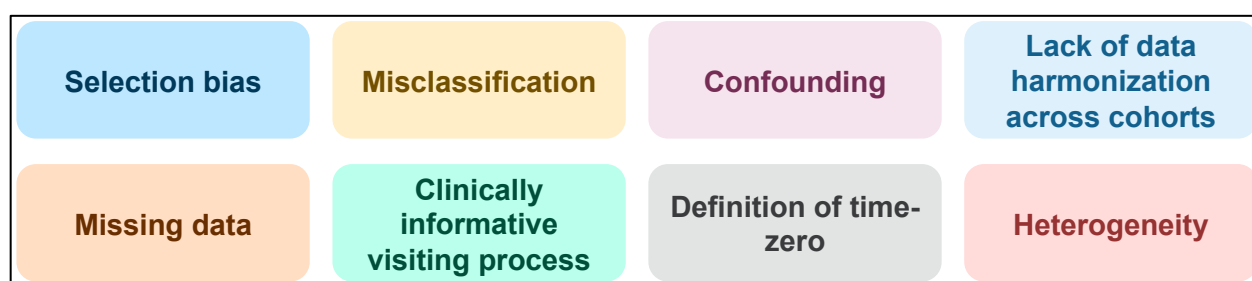 Selection bias
Misclassification
Confounding
Lack of data
harmonization
across cohorts
Missing data
Clinically
informative
visiting process
Definition of time-
zero
Heterogeneity